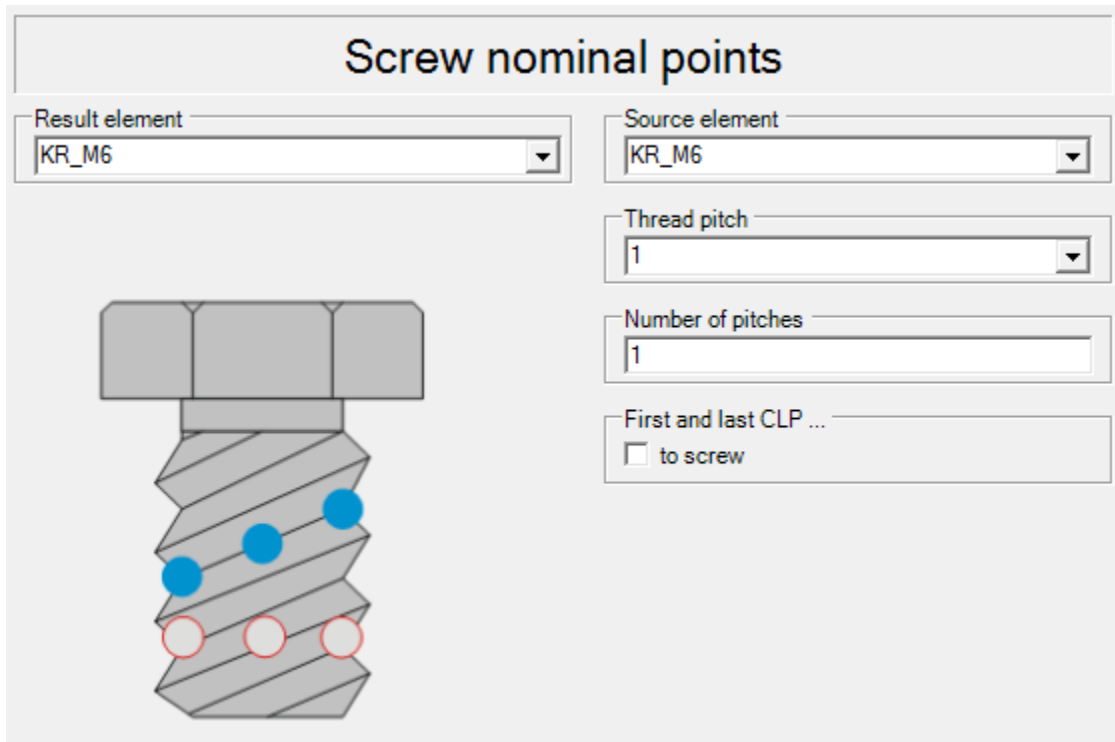 Screw nominal points
Result element
KR_M6
Source element
KR_M6
Thread pitch
1
Number of pitches
1
First and last CLP ...
to screw